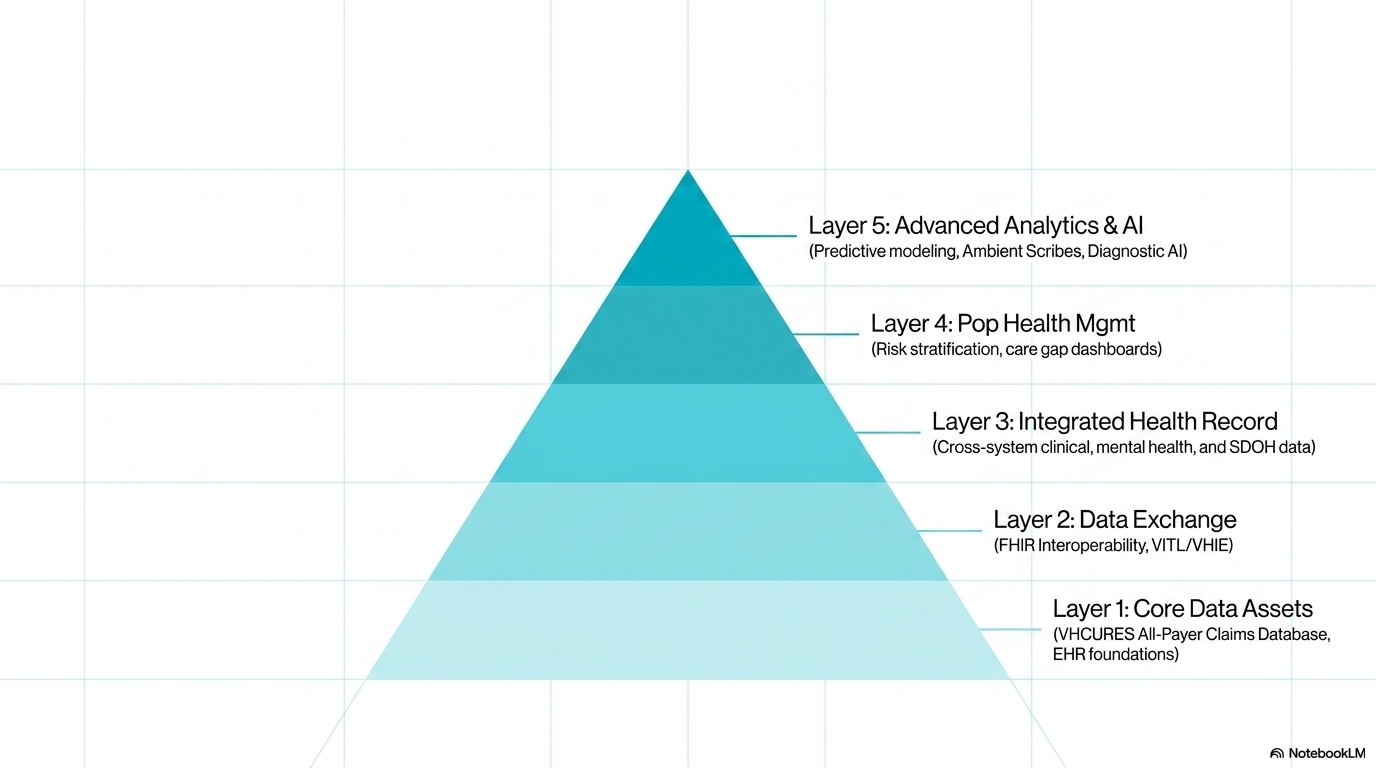 Layer 5: Advanced Analytics & AI
(Predictive modeling, Ambient Scribes, Diagnostic AI)
Layer 4: Pop Health Mgmt
(Risk stratification, care gap dashboards)
Layer 3: Integrated Health Record
(Cross-system clinical, mental health, and SDOH data)
Layer 2: Data Exchange
(FHIR Interoperability, VITL/VHIE)
Layer 1: Core Data Assets
(VHCURES All-Payer Claims Database,
EHR foundations)
NotebookLM